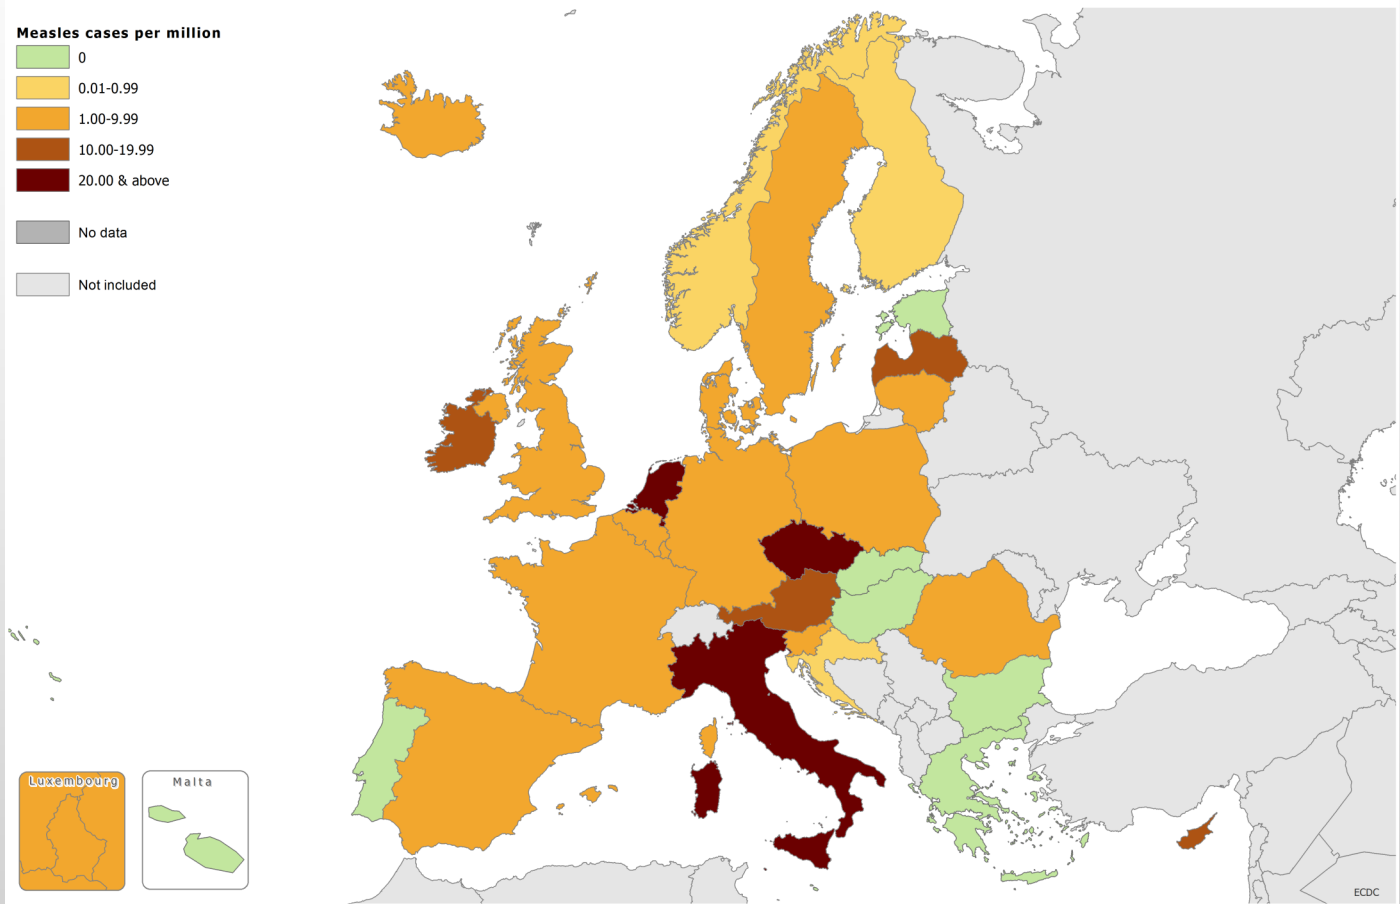 Measles cases per million
0
0.01-0.99
1.00-9.99
10.00-19.99
20.00 & above
No data
Not included
Luxembourg
Malta
ECDC